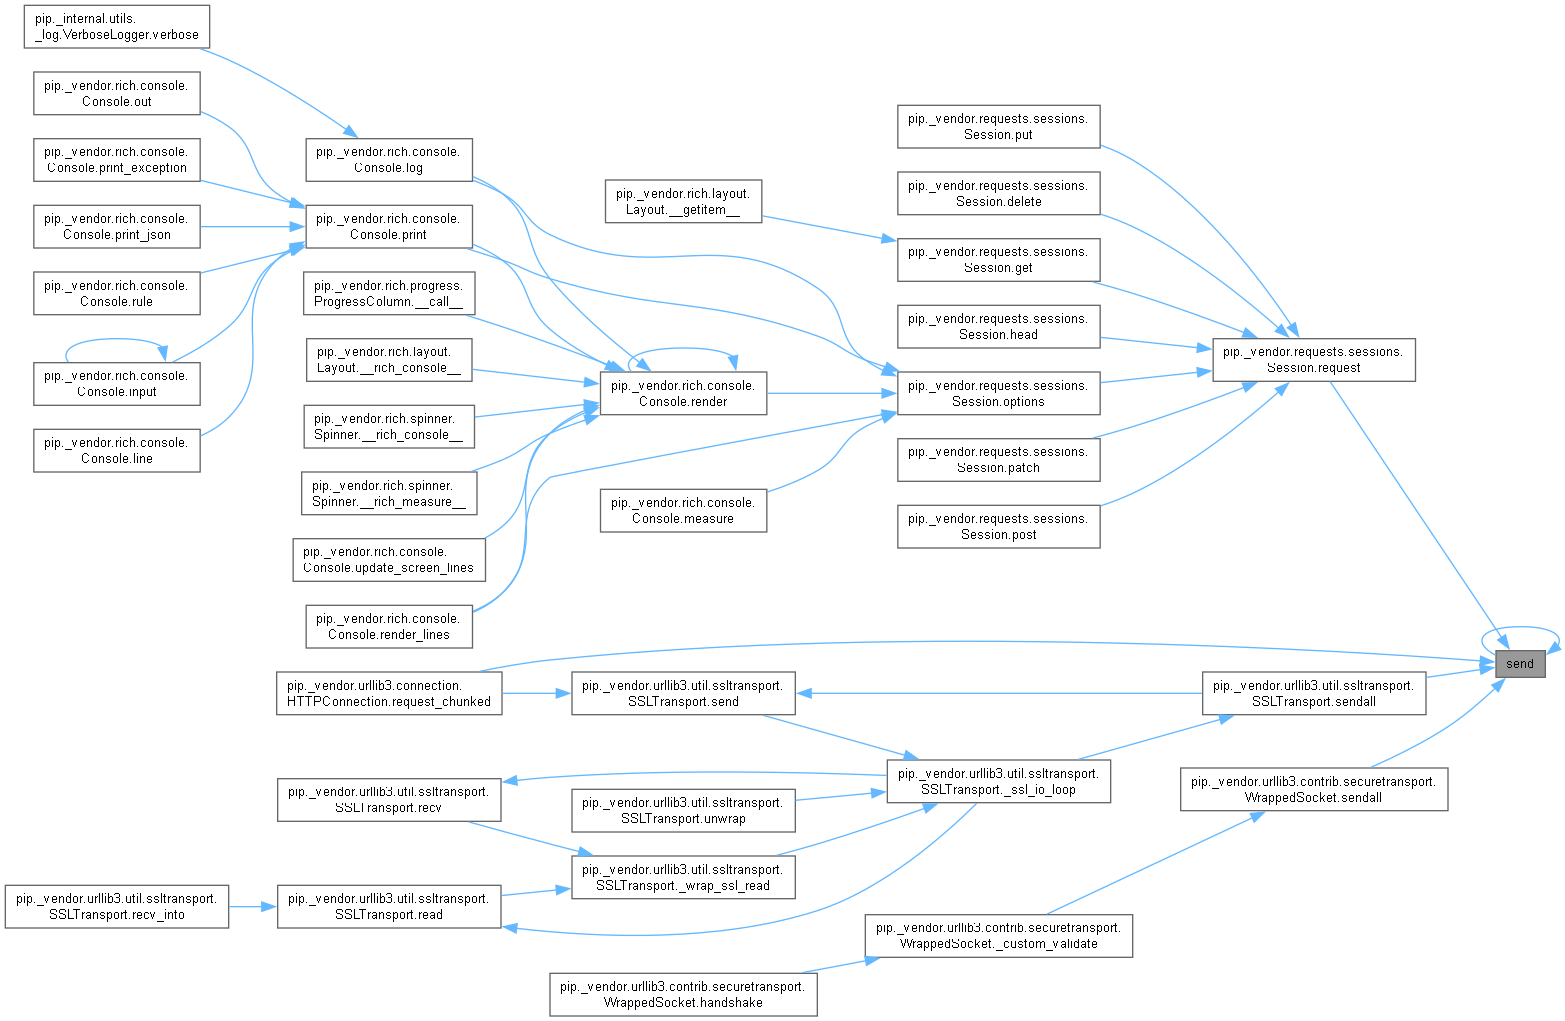 pip._internal.utils.
_log.VerboseLogger.verbose
pip._vendor.rich.console.
Console.out
pip._vendor.rich.console.
Console.print_exception
pip._vendor.rich.console.
Console.print_json
pip._vendor.rich.console.
Console.rule
pip._vendor.rich.console.
Console.input
pip._vendor.rich.console.
Console.line
pip._vendor.rich.console.
Console.log
pip._vendor.rich.console.
Console.print
pip._vendor.rich.progress.
ProgressColumn.__call__
pip._vendor.rich.layout.
Layout.__rich_console__
pip._vendor.rich.spinner.
Spinner.__rich_console__
pip._vendor.rich.spinner.
Spinner.__rich_measure__
pip._vendor.rich.console.
Console.update_screen_lines
pip._vendor.rich.console.
Console.render_lines
pip._vendor.rich.layout.
Layout.__getitem__
pip._vendor.rich.console.
Console.render
pip._vendor.rich.console.
Console.measure
pip._vendor.requests.sessions.
Session.put
pip._vendor.requests.sessions.
Session.delete
pip._vendor.requests.sessions.
Session.get
pip._vendor.requests.sessions.
Session.head
pip._vendor.requests.sessions.
Session.options
pip._vendor.requests.sessions.
Session.patch
pip._vendor.requests.sessions.
Session.post
pip._vendor.requests.sessions.
Session.request
send
pip._vendor.urllib3.connection.
HTTPConnection.request_chunked
pip._vendor.urllib3.util.ssltransport.
SSLTransport.send
pip._vendor.urllib3.util.ssltransport.
SSLTransport.sendall
pip._vendor.urllib3.util.ssltransport.
SSLTransport._ssl_io_loop
pip._vendor.urllib3.contrib.securetransport.
WrappedSocket.sendall
pip._vendor.urllib3.util.ssltransport.
SSLTransport.recv
pip._vendor.urllib3.util.ssltransport.
SSLTransport.unwrap
pip._vendor.urllib3.util.ssltransport.
SSLTransport._wrap_ssl_read
pip._vendor.urllib3.util.ssltransport.
SSLTransport.recv_into
pip._vendor.urllib3.util.ssltransport.
SSLTransport.read
pip._vendor.urllib3.contrib.securetransport.
WrappedSocket._custom_validate
pip._vendor.urllib3.contrib.securetransport.
WrappedSocket.handshake